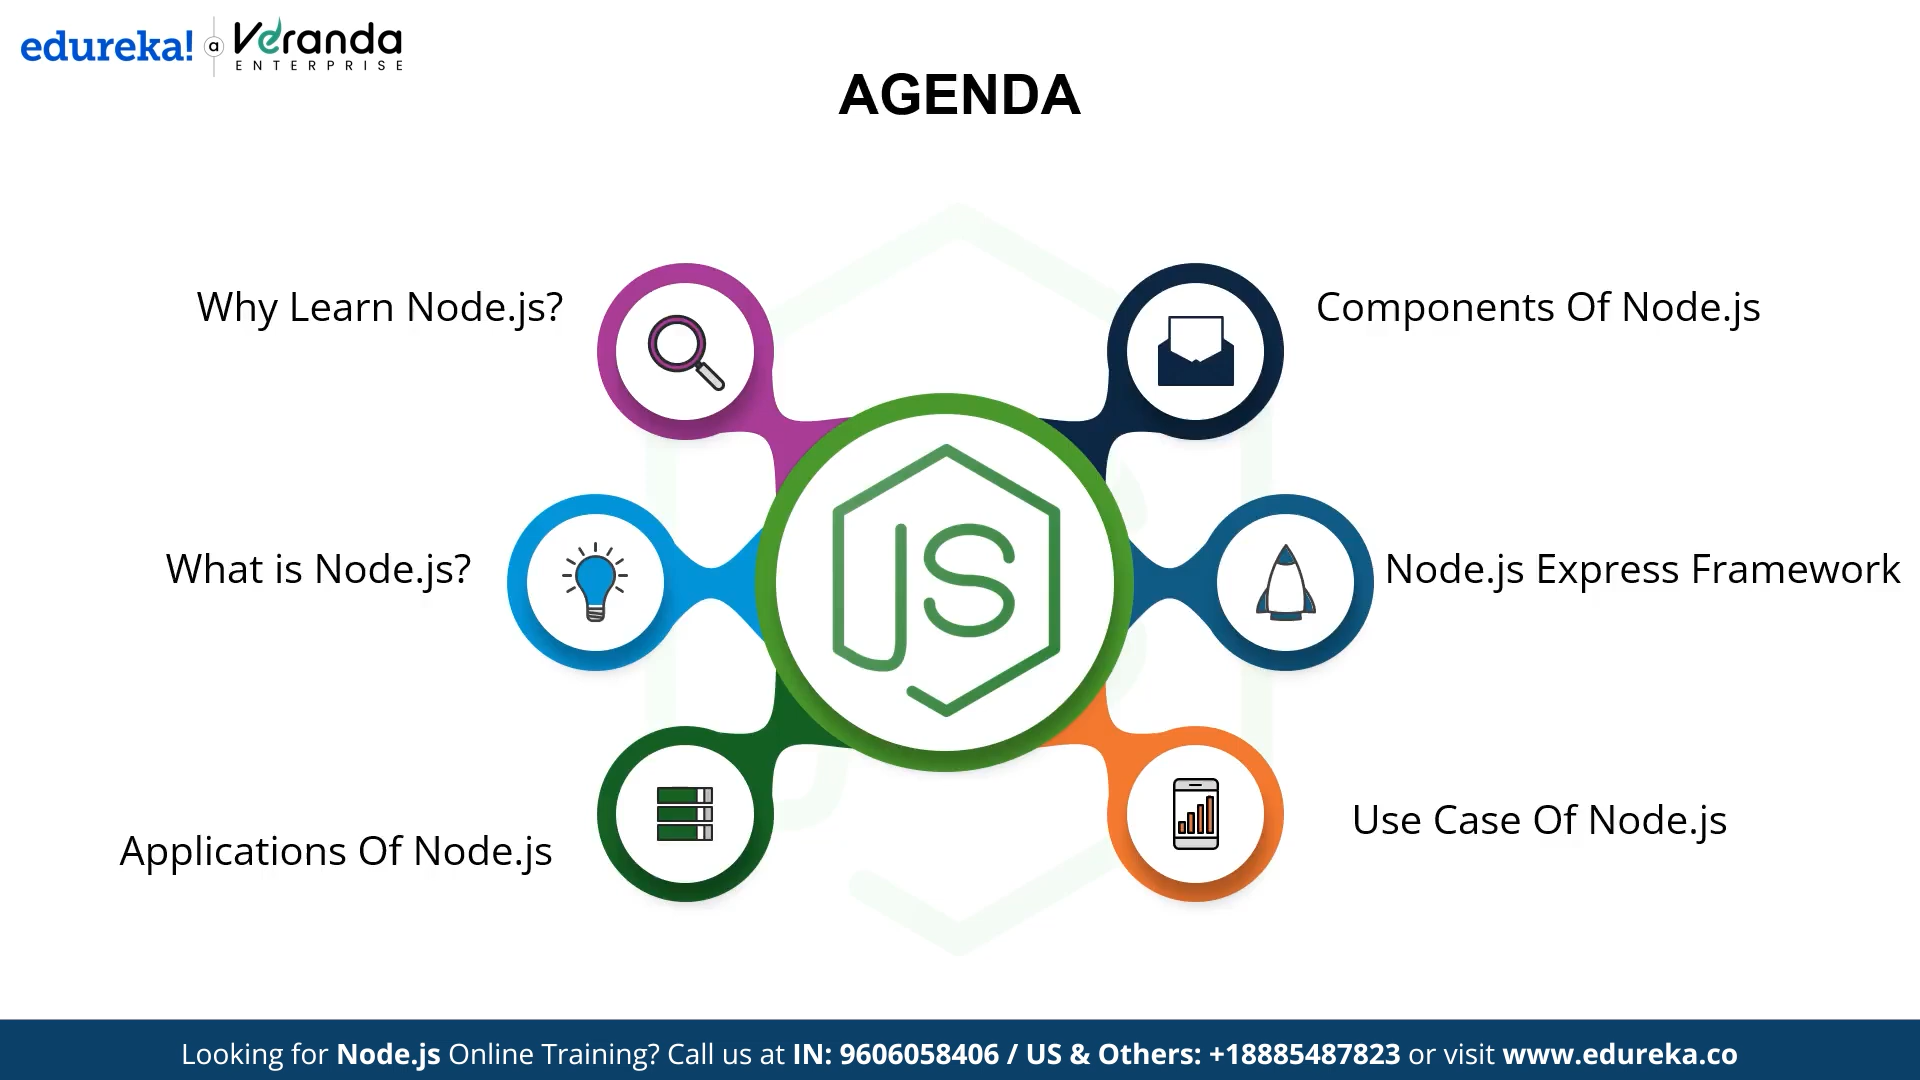 edureka!
a
Veranda
ENTERPRISE
AGENDA
Why Learn Node.js?
What is Node.js?
Applications Of Node.js
JS
Components Of Node.js
Node.js Express Framework
Use Case Of Node.js
Looking for Node.js Online Training? Call us at IN: 9606058406 / US & Others: +18885487823 or visit www.edureka.co